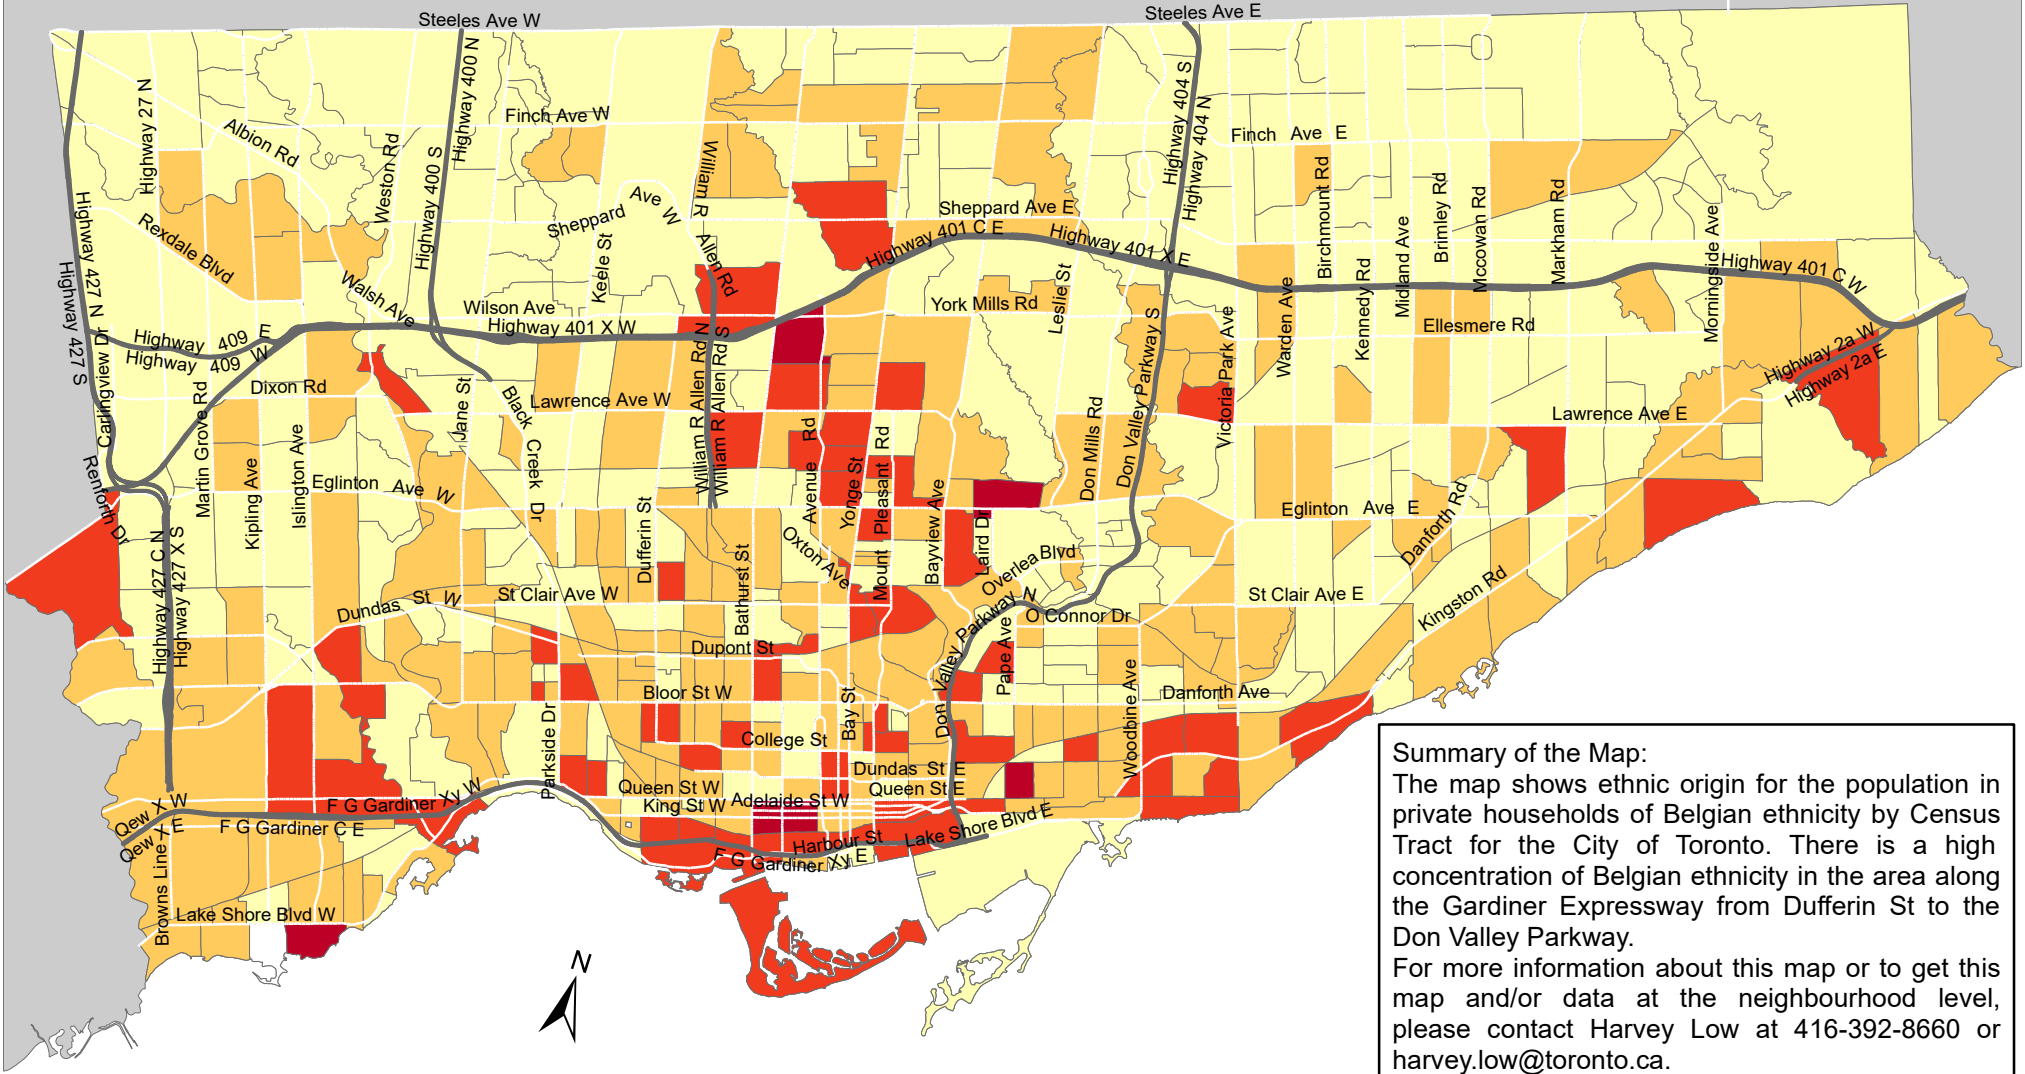 Steeles Ave W
Steeles Ave E
Highway 27 N
Albion Rd
Weston Rd
Highway 400 N
Highway 400 S
Finch Ave W
William R
Allen Rd
Highway 404 S
Highway 404 N
Finch Ave E
Birchmount Rd
Midland Ave
Brimley Rd
Mccowan Rd
Markham Rd
Morningside Ave
Highway 427 N
Highway 427 S
Highway 427 N
Highway 427 S
Rexdale Blvd
Walsh Ave
Sheppard Ave W
Keele St
Sheppard Ave E
Highway 401 C E
Highway 401 X E
Highway 401 C W
Wilson Ave
Highway 401 X W
York Mills Rd
Leslie St
Warden Ave
Kennedy Rd
Ellesmere Rd
Highway 409 E
Highway 409 W
Carlingview Dr
Martin Grove Rd
Dixon Rd
Jane St
Black Creek Dr
Lawrence Ave W
William R Allen Rd N
William R Allen Rd S
Avenue Rd
Yonge St
Mount Pleasant Rd
Bayview Ave
Don Mills Rd
Don Valley Parkway S
Victoria Park Ave
Lawrence Ave E
Highway 2a W
Highway 2a E
Renforth Dr
Kipling Ave
Islington Ave
Eglinton Ave W
Dufferin St
Bathurst St
Oxton Ave
Laird Dr
Overlea Blvd
Eglinton Ave E
Danforth Rd
Kingston Rd
Highway 427 C N
Highway 427 X S
Dundas St W
St Clair Ave W
Don Valley Parkway N
O Connor Dr
St Clair Ave E
Pape Ave
Dupont St
Bloor St W
Bay St
Woodbine Ave
Danforth Ave
Parkside Dr
College St
Dundas St E
Queen St W
Queen St E
King St W
Adelaide St W
Qew X W
Qew X E
F G Gardiner Xy W
F G Gardiner C E
Harbour St
Lake Shore Blvd E
F G Gardiner Xy E
Browns Line
Lake Shore Blvd W
N
Summary of the Map:
The map shows ethnic origin for the population in
private households of Belgian ethnicity by Census
Tract for the City of Toronto. There is a high
concentration of Belgian ethnicity in the area along
the Gardiner Expressway from Dufferin St to the
Don Valley Parkway.
For more information about this map or to get this
map and/or data at the neighbourhood level,
please contact Harvey Low at 416-392-8660 or
harvey.low@toronto.ca.